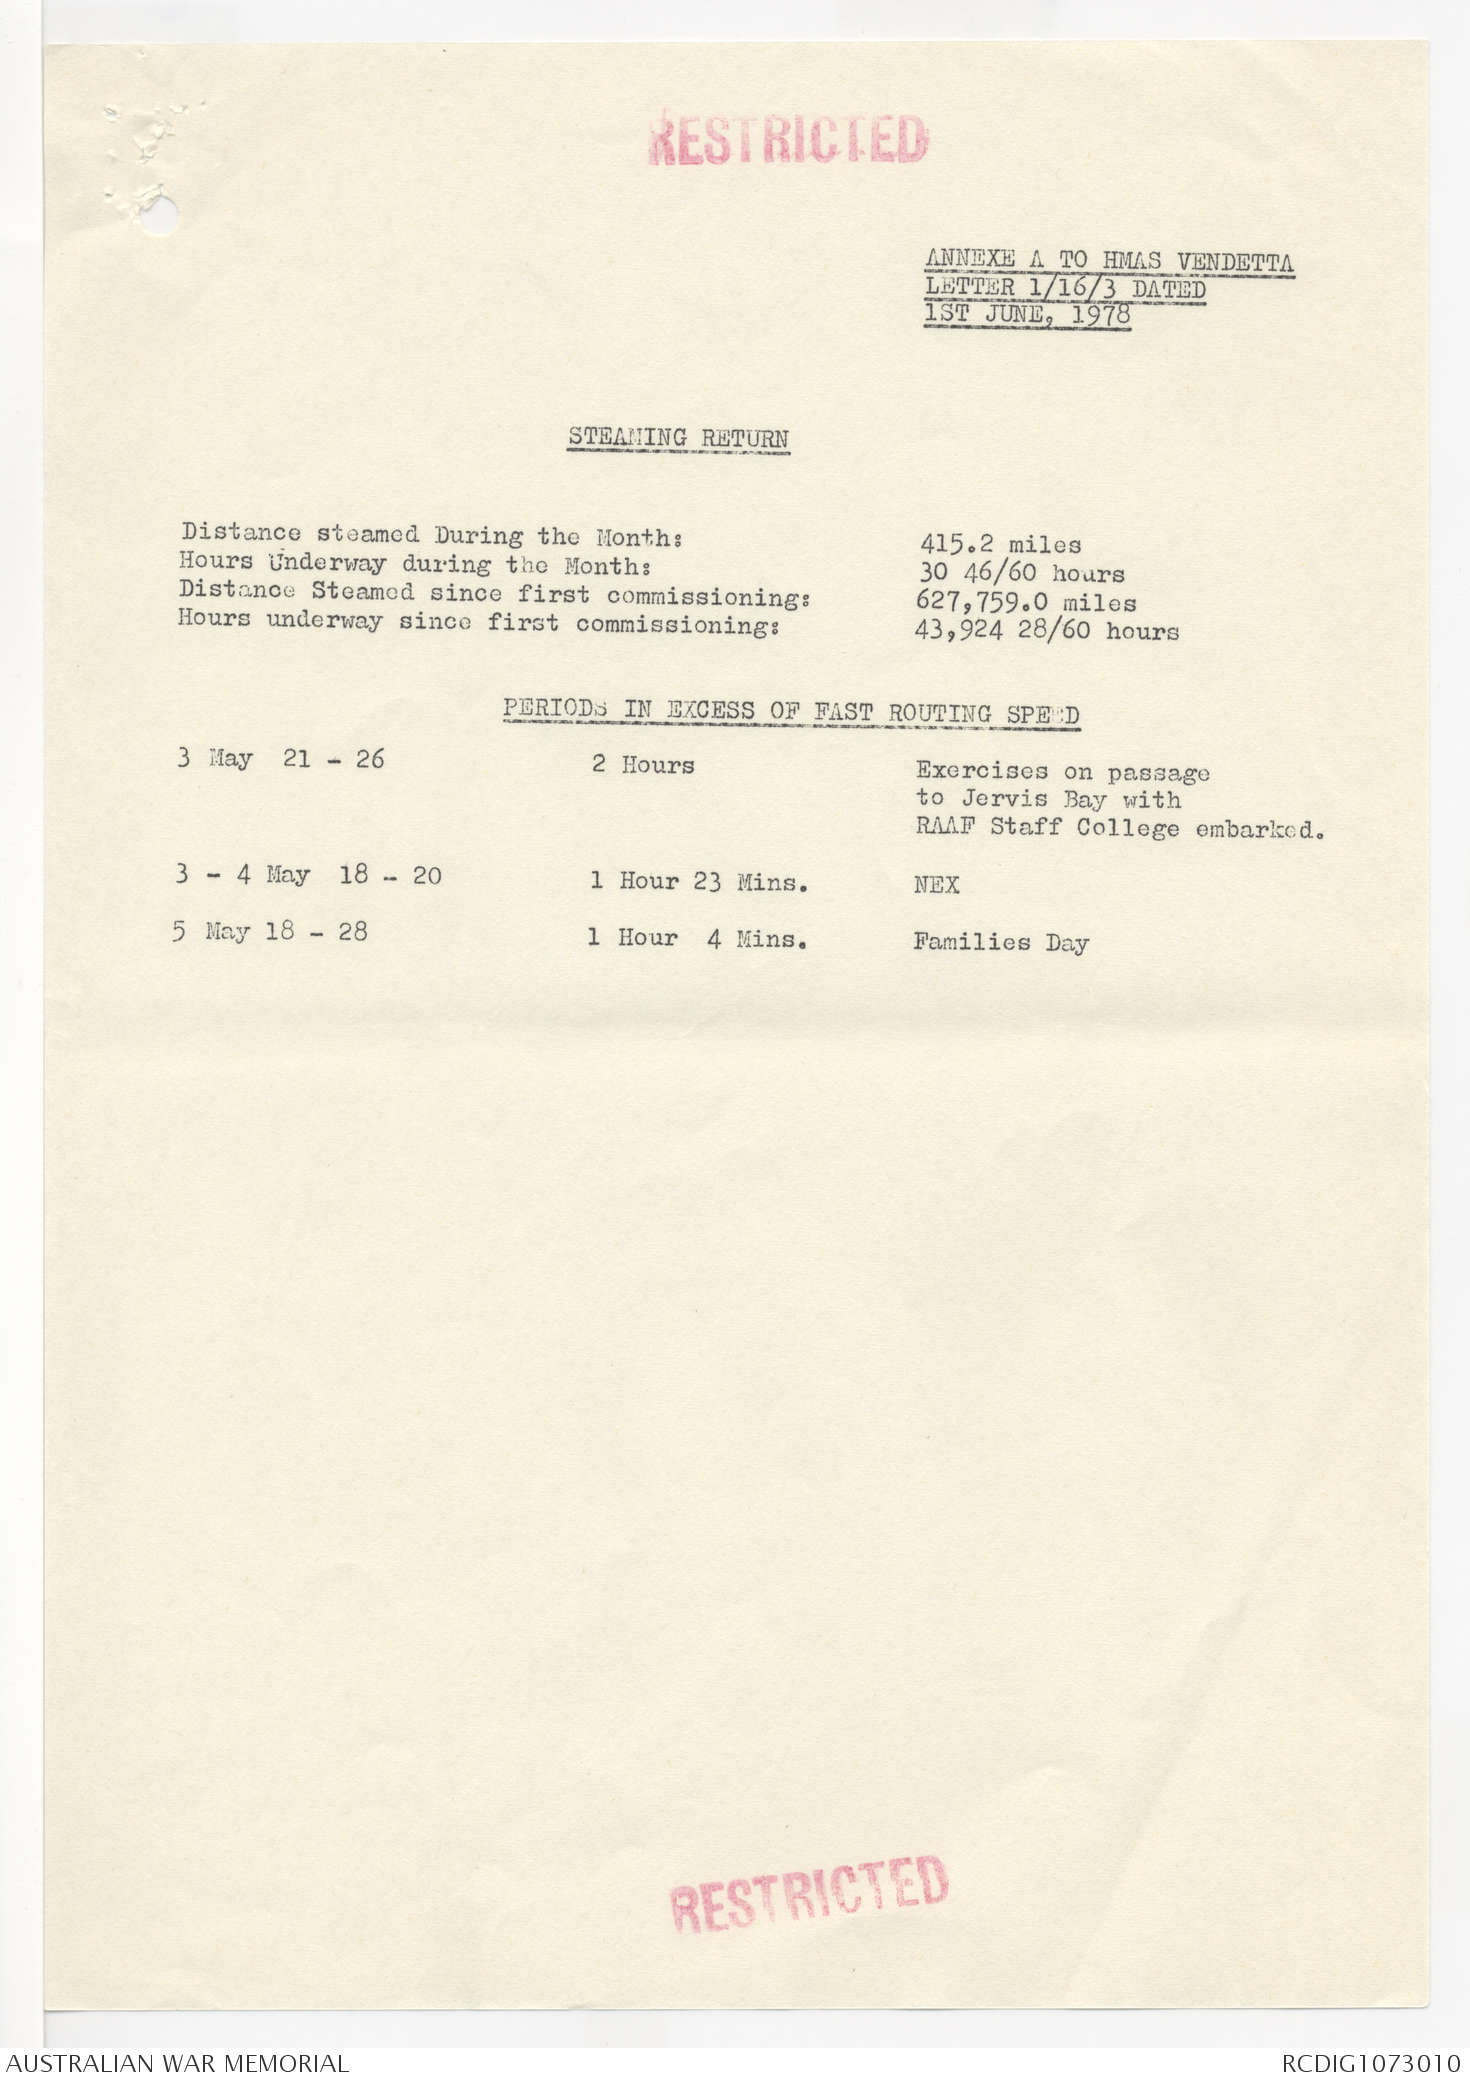 RESTRICTED
ANNEXE A TO HMAS VENDETTA
LETTER 1/16/3 DATED
1ST JUNE, 1978
STEAMING RETURN
Distance steamed During the Month: 415.2 miles
Hours Underway during the Month: 30 46/60 hours
Distance Steamed since first commissioning: 627,759.0 miles
Hours underway since first commissioning: 43,924 28/60 hours
PERIODS IN EXCESS OF FAST ROUTING SPEED
3 May 21 - 26 2 Hours Exercises on passage
to Jervis Bay with
RAAF Staff College embarked.
3 - 4 May 18 - 20 1 Hour 23 Mins. NEX
5 May 18 - 28 1 Hour 4 Mins. Families Day
RESTRICTED
AUSTRALIAN WAR MEMORIAL RCDIG1073010